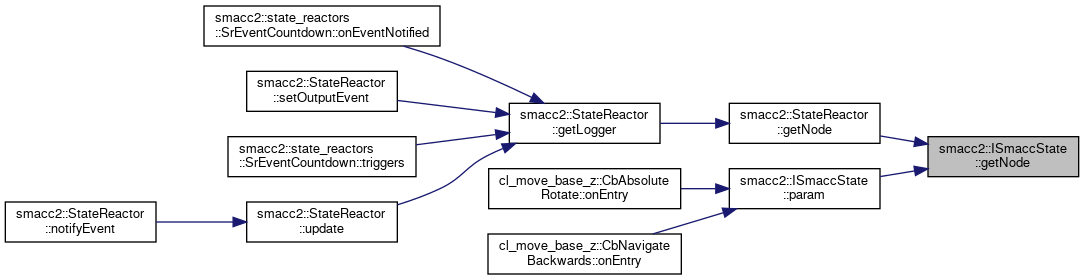 smacc2::state_reactors
::SrEventCountdown::onEventNotified
smacc2::StateReactor
::setOutputEvent
smacc2::state_reactors
::SrEventCountdown::triggers
smacc2::StateReactor
::notifyEvent
smacc2::StateReactor
::update
smacc2::StateReactor
::getLogger
cl_move_base_z::CbAbsolute
Rotate::onEntry
cl_move_base_z::CbNavigate
Backwards::onEntry
smacc2::StateReactor
::getNode
smacc2::ISmaccState
::param
smacc2::ISmaccState
::getNode